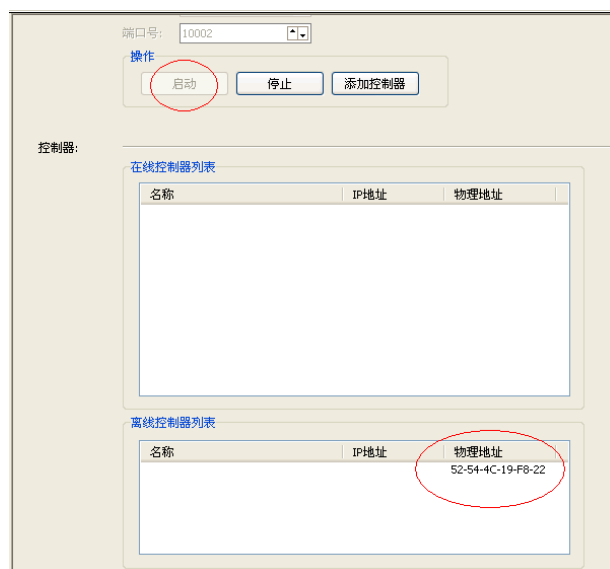 端口号: 10002
操作
启动 停止 添加控制器
控制器:
在线控制器列表
名称 IP地址 物理地址
离线控制器列表
名称 IP地址 物理地址
52-54-4C-19-F8-22